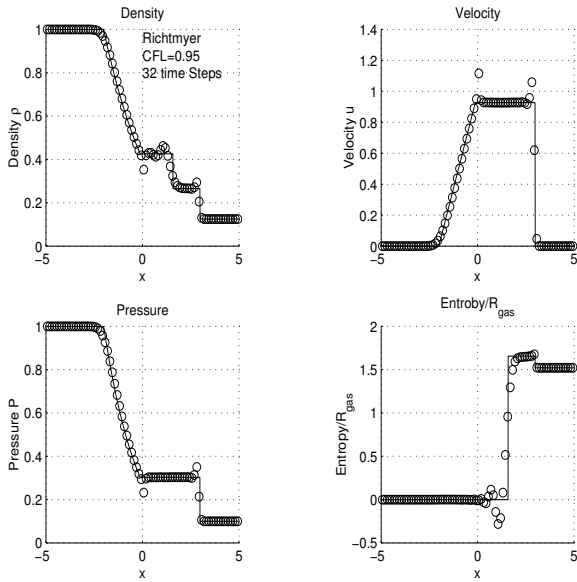 Density
Richtmyer
CFL=0.95
32 time Steps
Density ρ
1
0.8
0.6
0.4
0.2
0
−5
0
5
x
Velocity
Velocity u
1.4
1.2
1
0.8
0.6
0.4
0.2
0
−5
0
5
x
Pressure
Pressure P
1
0.8
0.6
0.4
0.2
0
−5
0
5
x
Entroby/R_gas
Entropy/R_gas
2
1.5
1
0.5
0
−0.5
−5
0
5
x